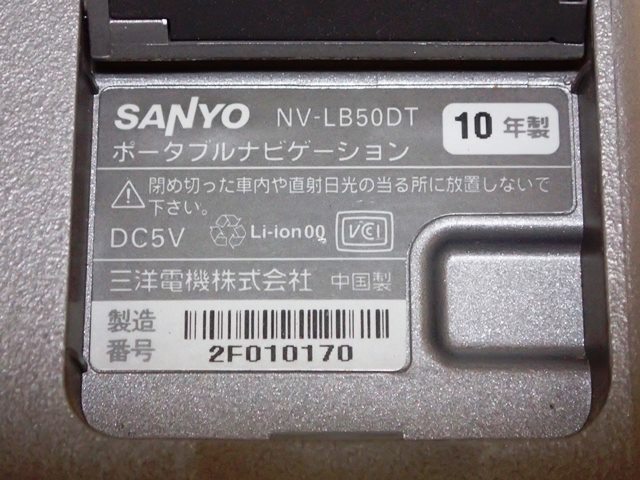 SANYO NV-LB50DT 10年製
ポータブルナビゲーション
⚠閉め切った車内や直射日光の当る所に放置しないで
下さい。
DC5V Li-ion00 VCCI
三洋電機株式会社 中国製
製造
番号 2F010170